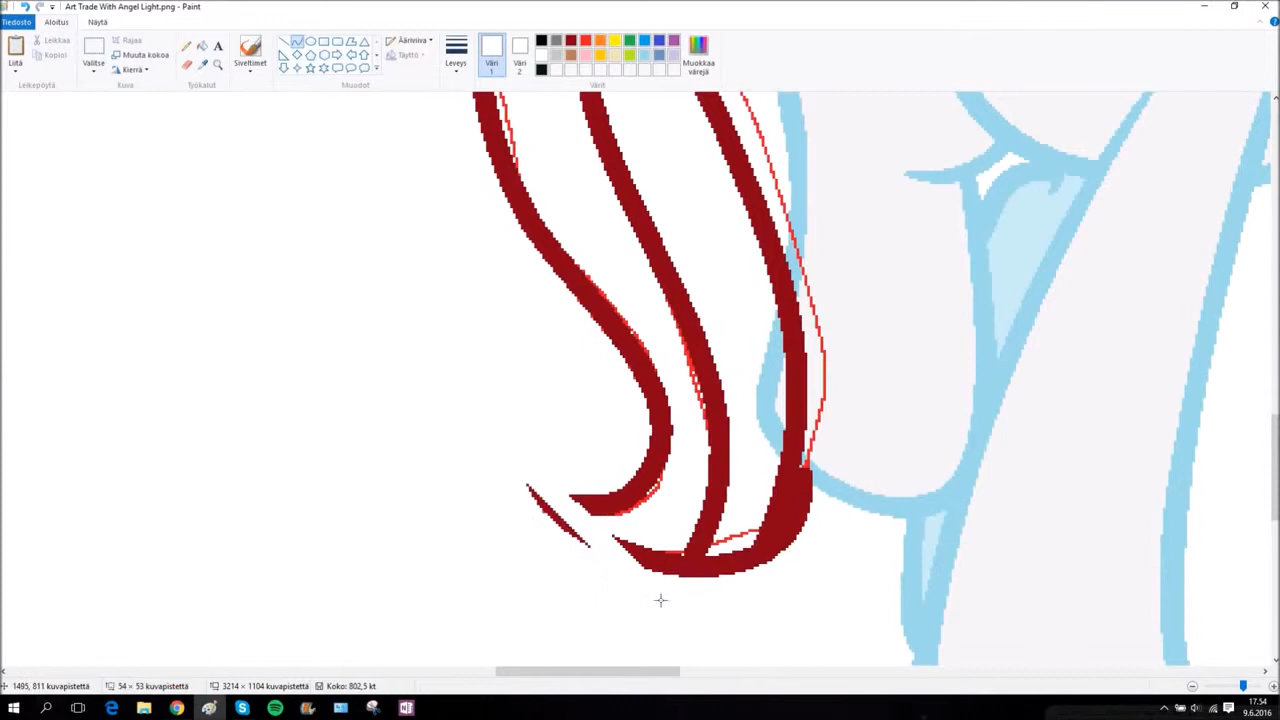 Art Trade With Angel Light.png - Paint
Tiedosto Aloitus Näytä
Liitä
Leikkaa
Kopioi
Leikepöytä
Valitse
Rajaa
Muuta kokoa
Kierrä
Kuva
A
Työkalut
Siveltimet
Ääriviiva
Täyttö
Muodot
Leveys
Väri
1
Väri
2
Värit
Muokkaa
värejä
1495, 811 kuvapistettä 54 × 53 kuvapistettä 3214 × 1104 kuvapistettä Koko: 802,5 kt
17.54
9.6.2016